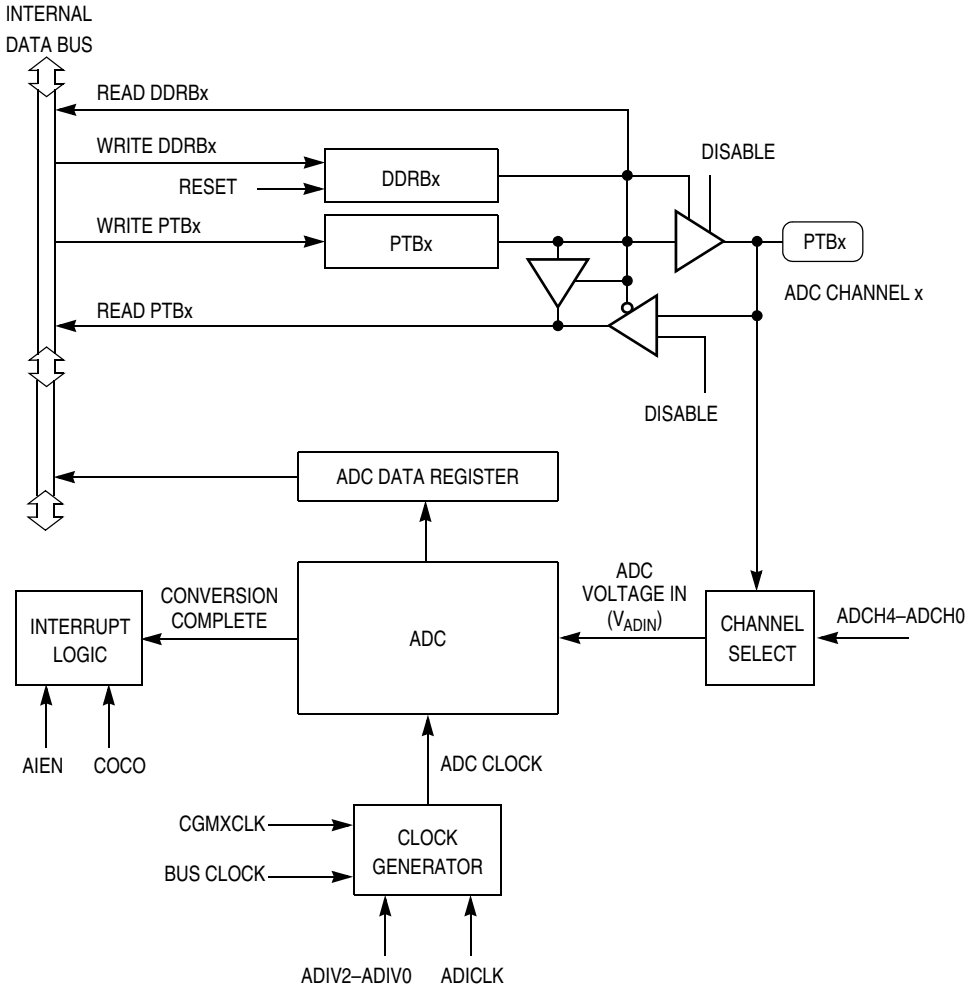 INTERNAL
DATA BUS
READ DDRBx
WRITE DDRBx
DISABLE
RESET
DDRBx
WRITE PTBx
PTBx
PTBx
ADC CHANNEL x
READ PTBx
DISABLE
ADC DATA REGISTER
CONVERSION
COMPLETE
ADC
VOLTAGE IN
(VADIN)
INTERRUPT
LOGIC
ADC
CHANNEL
SELECT
ADCH4–ADCH0
AIEN
COCO
ADC CLOCK
CGMXCLK
BUS CLOCK
CLOCK
GENERATOR
ADIV2–ADIV0
ADICLK